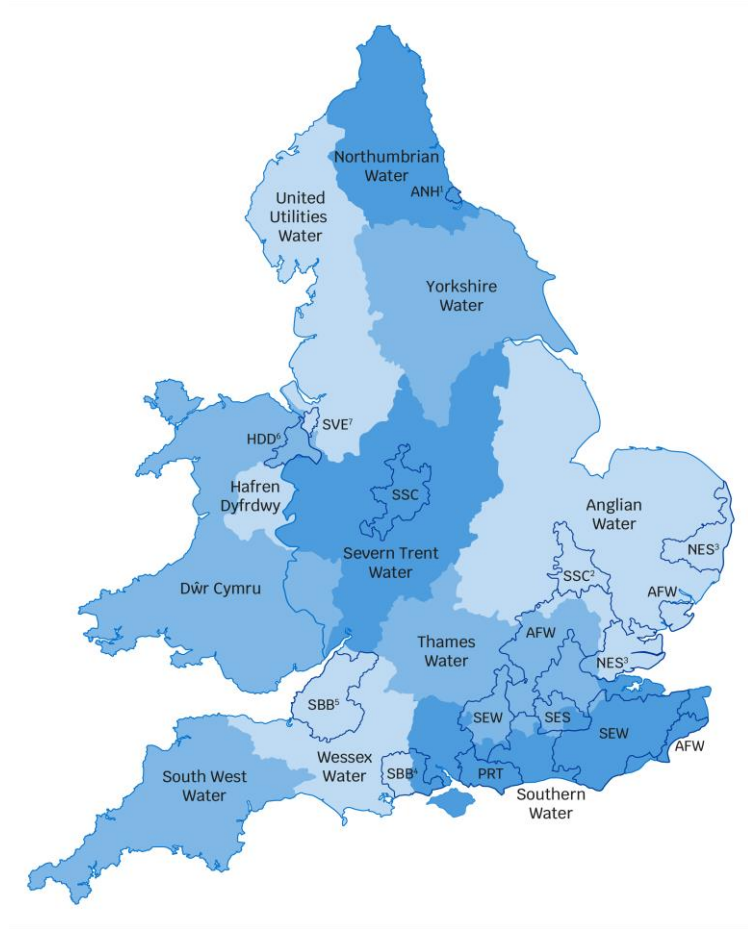 Northumbrian
Water
ANH¹
United
Utilities
Water
Yorkshire
Water
SVE⁷
HDD⁶
Hafren
Dyfrdwy
SSC
Anglian
Water
NES³
Severn Trent
Water
SSC²
Dŵr Cymru
AFW
AFW
Thames
Water
NES³
SBB⁵
SEW
SES
SEW
AFW
Wessex
Water
SBB⁴
PRT
South West
Water
Southern
Water